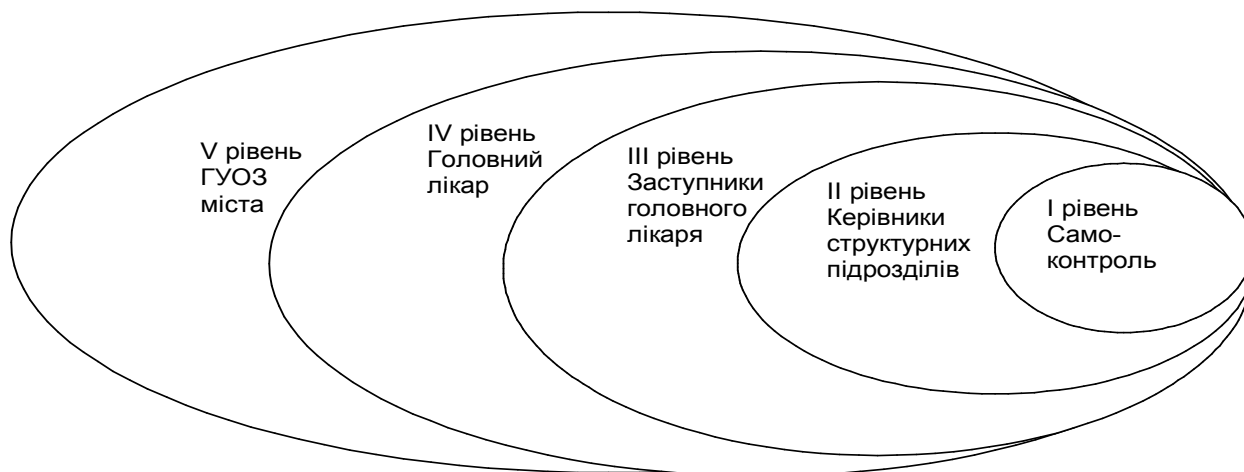 V рівень
ГУОЗ
міста
IV рівень
Головний
лікар
III рівень
Заступники
головного
лікаря
II рівень
Керівники
структурних
підрозділів
I рівень
Само-
контроль